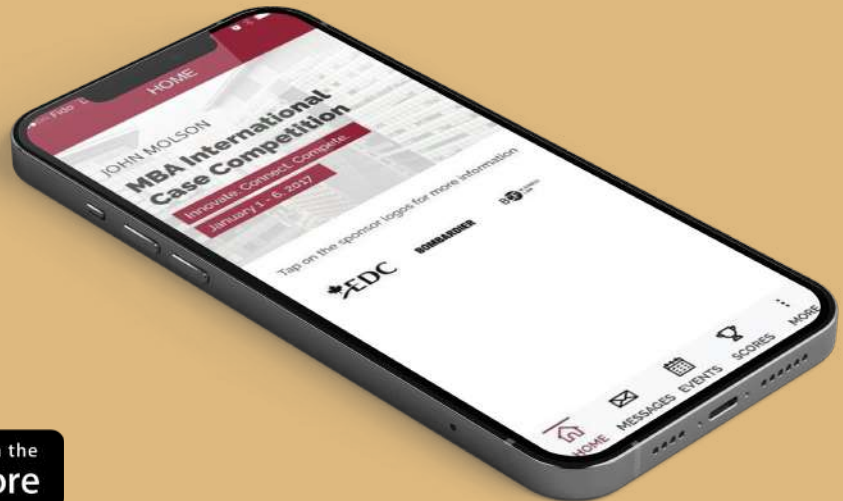 Fido
HOME
JOHN MOLSON
MBA International
Case Competition
Innovate. Connect. Compete.
January 1 - 6, 2017
Tap on the sponsor logos for more information
EDC
BOMBARDIER
HOME
MESSAGES
EVENTS
SCORES
MORE
the
ore